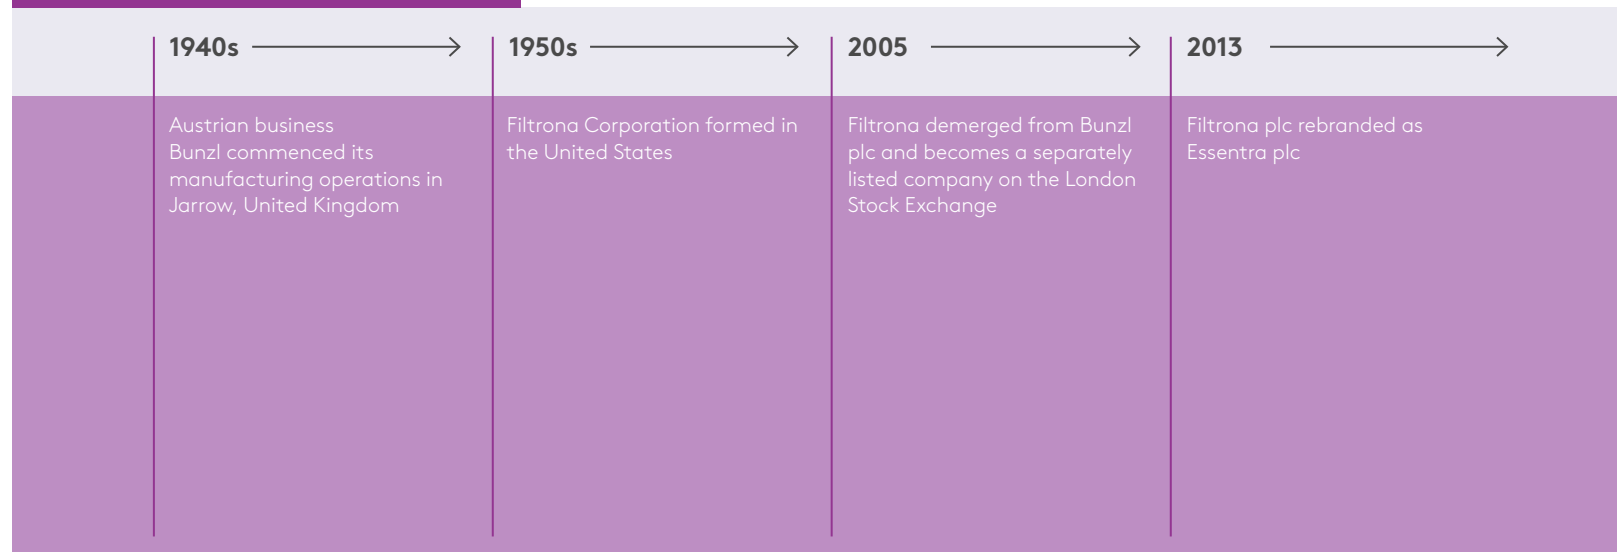 1940s
Austrian business
Bunzl commenced its
manufacturing operations in
Jarrow, United Kingdom
1950s
Filtrona Corporation formed in
the United States
2005
Filtrona demerged from Bunzl
plc and becomes a separately
listed company on the London
Stock Exchange
2013
Filtrona plc rebranded as
Essentra plc